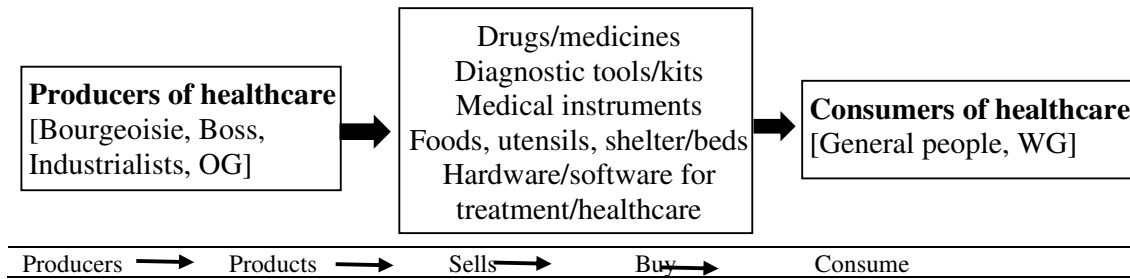 Producers of healthcare
[Bourgeoisie, Boss,
Industrialists, OG]
Drugs/medicines
Diagnostic tools/kits
Medical instruments
Foods, utensils, shelter/beds
Hardware/software for
treatment/healthcare
Consumers of healthcare
[General people, WG]
Producers Products Sells Buy Consume